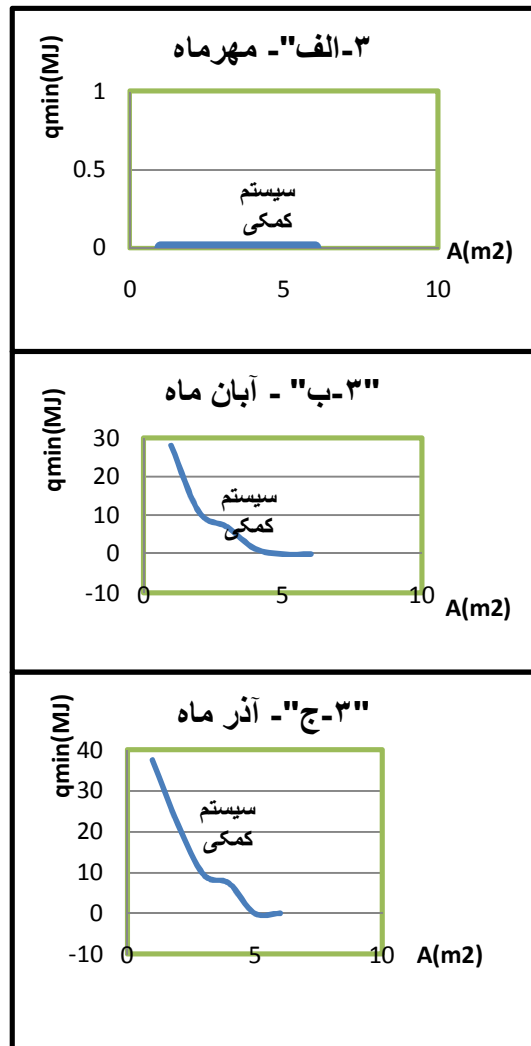 ۳-الف"- مهرماه
qmin(MJ)
1
0.5
0
سیستم
کمکی
A(m2)
0 5 10
"۳-ب" - آبان ماه
qmin(MJ)
30
20
10
0
-10
سیستم
کمکی
0 5 10
A(m2)
"۳-ج"- آذر ماه
qmin(MJ)
40
30
20
10
0
-10
سیستم
کمکی
0 5 10
A(m2)